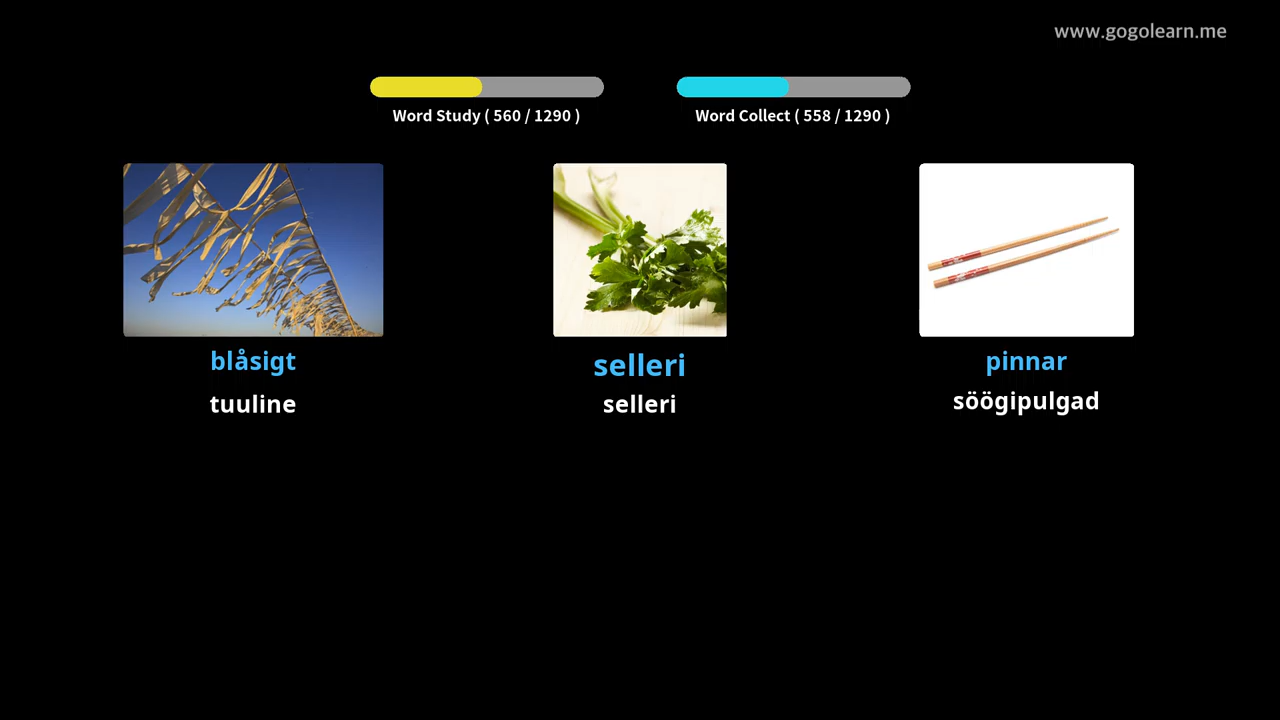 www.gogolearn.me
Word Study ( 560 / 1290 )
Word Collect ( 558 / 1290 )
blåsigt
tuuline
selleri
selleri
pinnar
söögipulgad